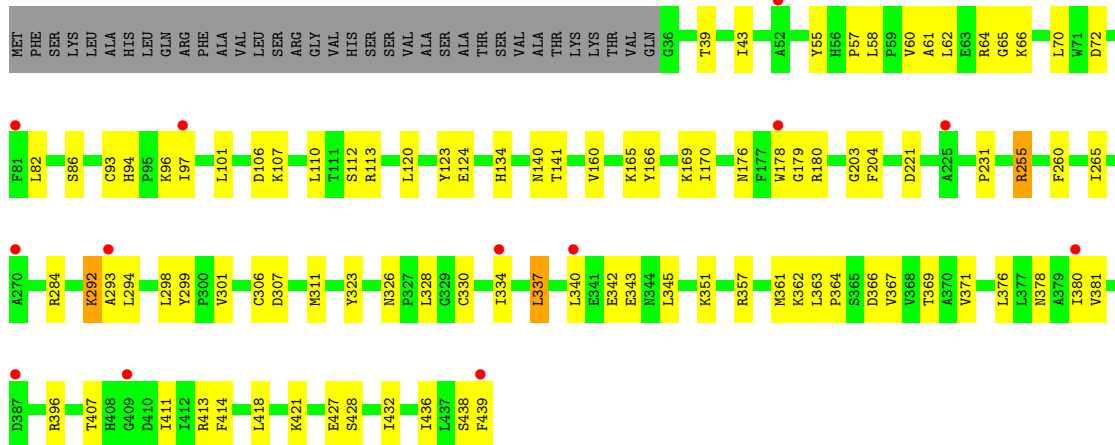 MET PHE SER LYS LEU ALA HIS LEU GLN ARG PHE ALA VAL LEU SER ARG GLY VAL HIS SER SER VAL ALA SER ALA THR SER VAL ALA THR LYS LYS THR VAL GLN G36 T39 I43 A52 Y55 H56 P57 L58 P59 V60 A61 L62 E63 R64 G65 K66 L70 W71 D72
F81 L82 S86 C93 H94 P95 K96 I97 L101 D106 K107 L110 T111 S112 R113 L120 Y123 E124 H134 N140 T141 V160 K165 Y166 K169 I170 N176 F177 W178 G179 R180 G203 F204 D221 A225 P231 R255 F260 I265
A270 R284 K292 A293 L294 L298 Y299 P300 V301 C306 D307 M311 Y323 N326 P327 L328 G329 C330 I334 L337 L340 E341 E342 E343 N344 L345 K351 R357 M361 K362 L363 P364 S365 D366 V367 V368 T369 A370 V371 L376 L377 N378 A379 I380 V381
D387 R396 T407 H408 G409 D410 I411 I412 R413 F414 L418 K421 E427 S428 I432 I436 L437 S438 F439